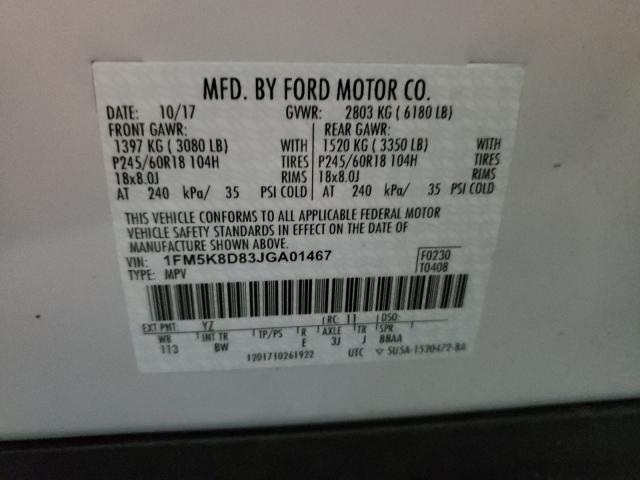 MFD. BY FORD MOTOR CO.
DATE: 10/17 GVWR: 2803 KG ( 6180 LB)
FRONT GAWR: REAR GAWR:
1397 KG ( 3080 LB) WITH 1520 KG ( 3350 LB) WITH
P245/60R18 104H TIRES P245/60R18 104H TIRES
18x8.0J RIMS 18x8.0J RIMS
AT 240 kPa/ 35 PSI COLD AT 240 kPa/ 35 PSI COLD
THIS VEHICLE CONFORMS TO ALL APPLICABLE FEDERAL MOTOR
VEHICLE SAFETY STANDARDS IN EFFECT ON THE DATE OF
MANUFACTURE SHOWN ABOVE.
VIN: 1FM5K8D83JGA01467 F0230
TYPE: MPV T0408
EXT PNT: YZ RC: 11 DSO:
WB INT TR TP/PS R AXLE TR SPR
113 BW E 3J J BBAA
1201710261922 UTC ▽ SU5A-1520472-BA